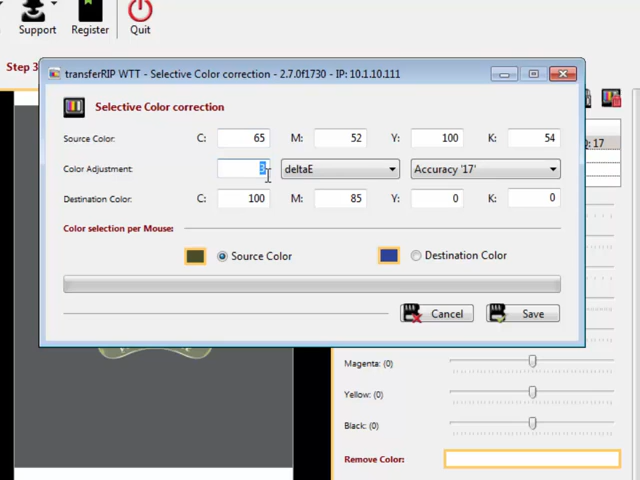 Support Register Quit
Step 3
transferRIP WTT - Selective Color correction - 2.7.0f1730 - IP: 10.1.10.111
Selective Color correction
Source Color: C: 65 M: 52 Y: 100 K: 54
Color Adjustment: 3 deltaE Accuracy '17'
Destination Color: C: 100 M: 85 Y: 0 K: 0
: 17
Color selection per Mouse:
Source Color Destination Color
Cancel Save
Magenta: (0)
Yellow: (0)
Black: (0)
Remove Color: